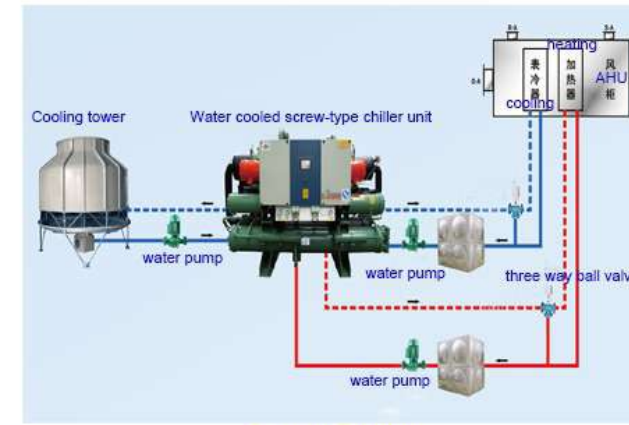 heating
表冷器
加热器
风柜
AHU
cooling
Cooling tower
Water cooled screw-type chiller unit
water pump
water pump
three way ball valv
water pump